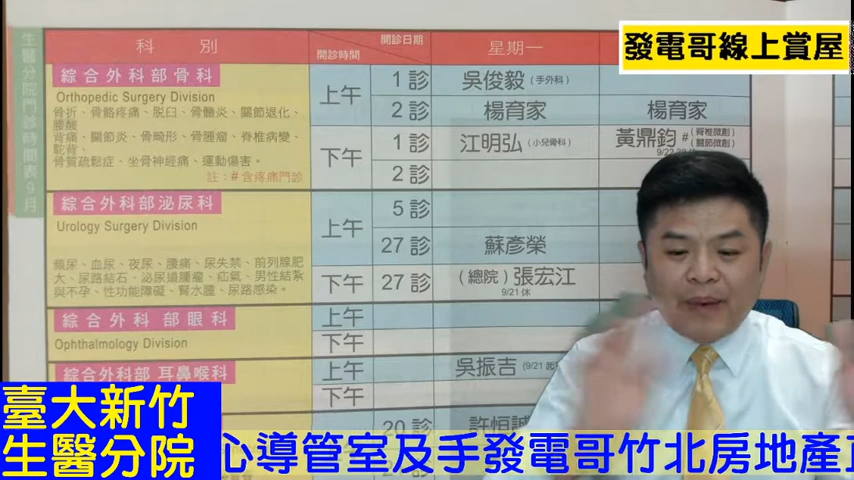 發電哥線上賞屋
生醫分院門診時間表9月
科 別
開診日期
開診時間
星期一
綜合外科部骨科
Orthopedic Surgery Division
骨折、骨骼疼痛、脫臼、骨髓炎、關節退化、
腰酸
背痛、關節炎、骨畸形、骨腫瘤、脊椎病變、
駝背、
骨質疏鬆症、坐骨神經痛、運動傷害。
註：#含疼痛門診
上午
1診
吳俊毅(手外科)
2診
楊育家
楊育家
下午
1診
江明弘(小兒骨科)
黃鼎鈞#(脊椎微創)
(關節微創)
2診
綜合外科部泌尿科
Urology Surgery Division
頻尿、血尿、夜尿、腰痛、尿失禁、前列腺肥
大、尿路結石、泌尿道腫瘤、疝氣、男性結紮
與不孕、性功能障礙、腎水腫、尿路感染。
上午
5診
27診
蘇彥榮
下午
27診
(總院)張宏江
9/21休
綜合外科部 眼科
Ophthalmology Division
上午
下午
綜合外科部 耳鼻喉科
上午
吳振吉(9/21
下午
20診
許恒誠
臺大新竹
生醫分院
心導管室及手發電哥竹北房地產